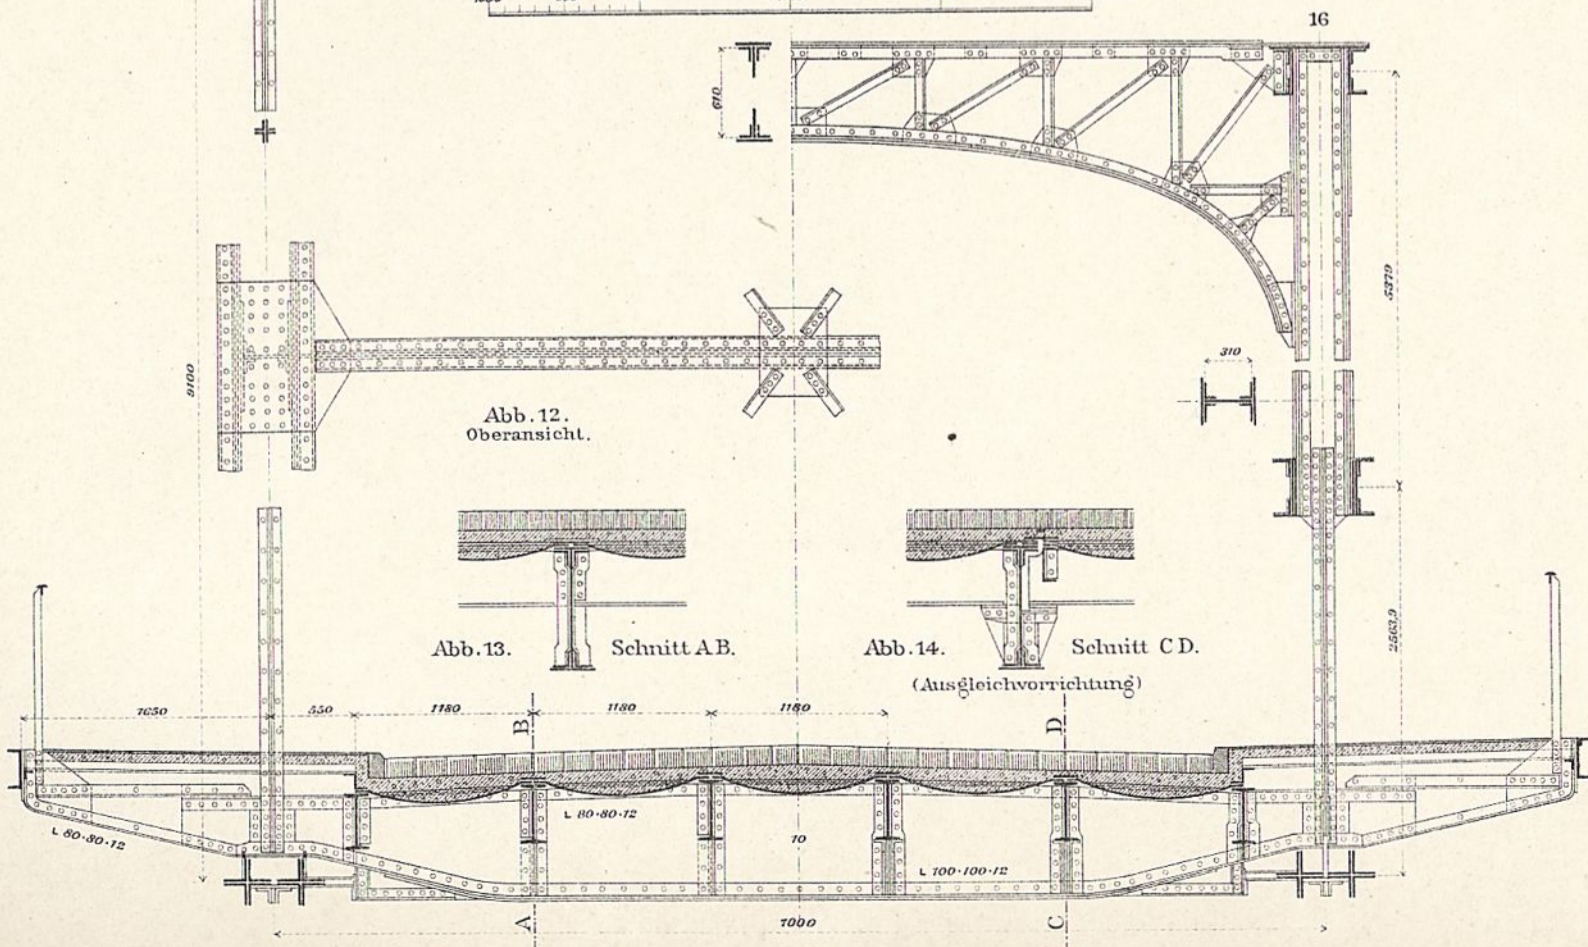 16
610
5379
9100
310
Abb. 12.
Oberansicht.
2563,9
Abb. 13. Schnitt A B.
Abb. 14. Schnitt C D.
(Ausgleichvorrichtung)
1650 550 1180 B 1180 1180 D
L 80·80·12
L 80·80·12
10
L 100·100·12
A 7000 C